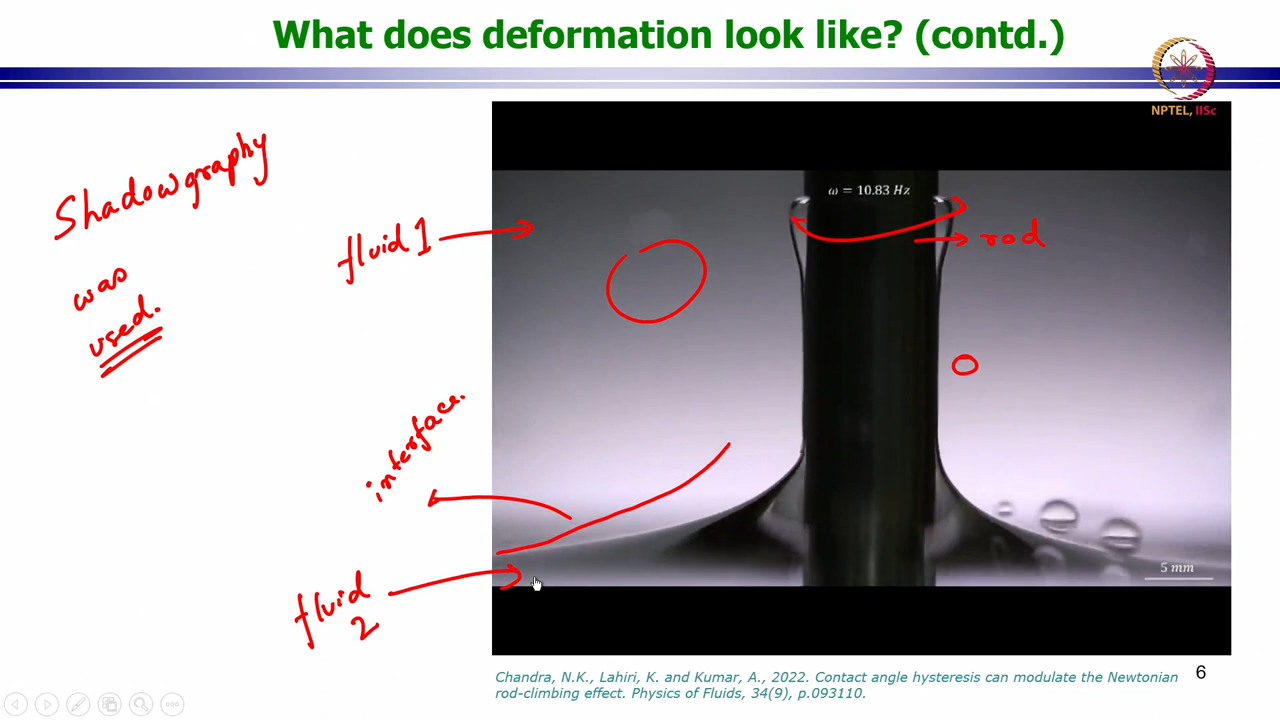 What does deformation look like? (contd.)
NPTEL, IISc
Shadowgraphy
was
used.
fluid 1
ω = 10.83 Hz
rod
interface.
fluid
2
5 mm
Chandra, N.K., Lahiri, K. and Kumar, A., 2022. Contact angle hysteresis can modulate the Newtonian
rod-climbing effect. Physics of Fluids, 34(9), p.093110.
6